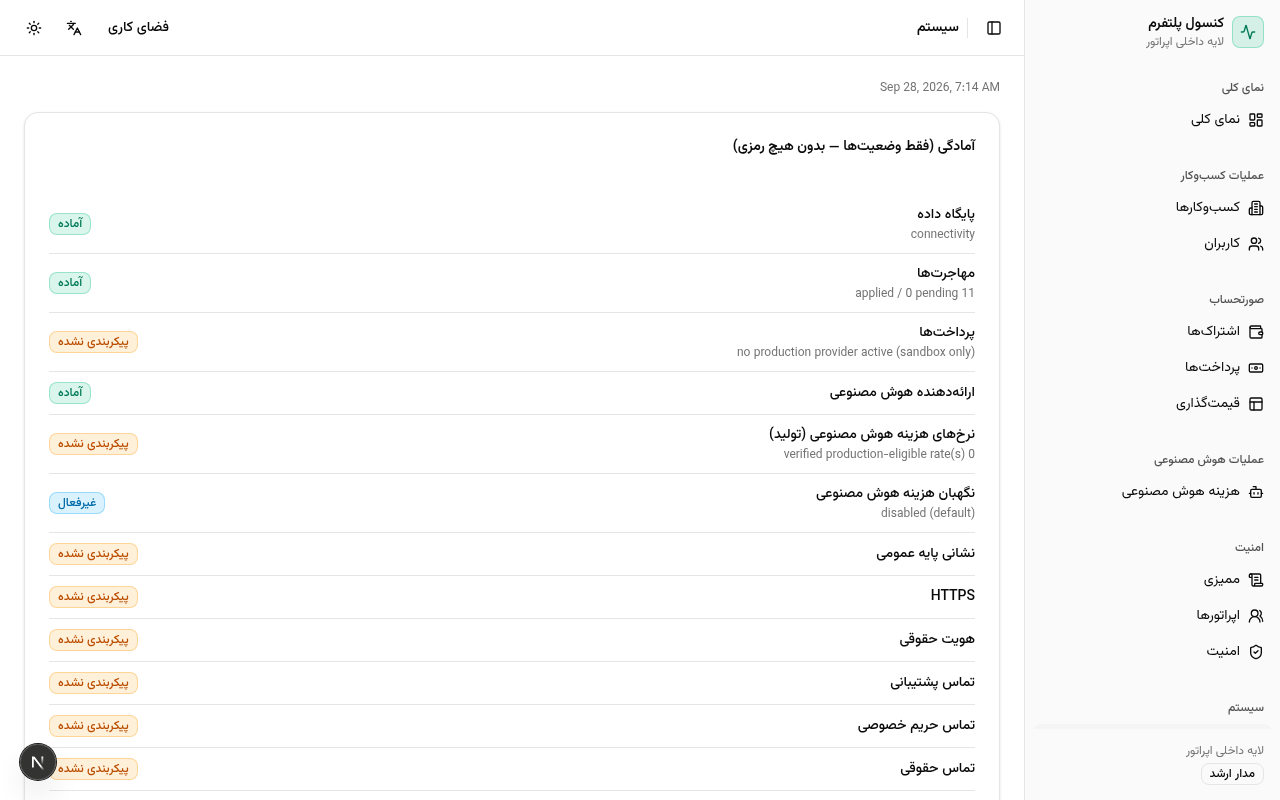 کنسول پلتفرم
لایه داخلی اپراتور
نمای کلی
نمای کلی
عملیات کسب‌وکار
کسب‌وکارها
کاربران
صورتحساب
اشتراک‌ها
پرداخت‌ها
قیمت‌گذاری
عملیات هوش مصنوعی
هزینه هوش مصنوعی
امنیت
ممیزی
اپراتورها
امنیت
سیستم
لایه داخلی اپراتور
مدار ارشد
سیستم
فضای کاری
Sep 28, 2026, 7:14 AM
آمادگی (فقط وضعیت‌ها – بدون هیچ رمزی)
پایگاه داده
connectivity
آماده
مهاجرت‌ها
applied / 0 pending 11
آماده
پرداخت‌ها
no production provider active (sandbox only)
پیکربندی نشده
ارائه‌دهنده هوش مصنوعی
آماده
نرخ‌های هزینه هوش مصنوعی (تولید)
verified production-eligible rate(s) 0
پیکربندی نشده
نگهبان هزینه هوش مصنوعی
disabled (default)
غیرفعال
نشانی پایه عمومی
پیکربندی نشده
HTTPS
پیکربندی نشده
هویت حقوقی
پیکربندی نشده
تماس پشتیبانی
پیکربندی نشده
تماس حریم خصوصی
پیکربندی نشده
تماس حقوقی
پیکربندی نشده
N